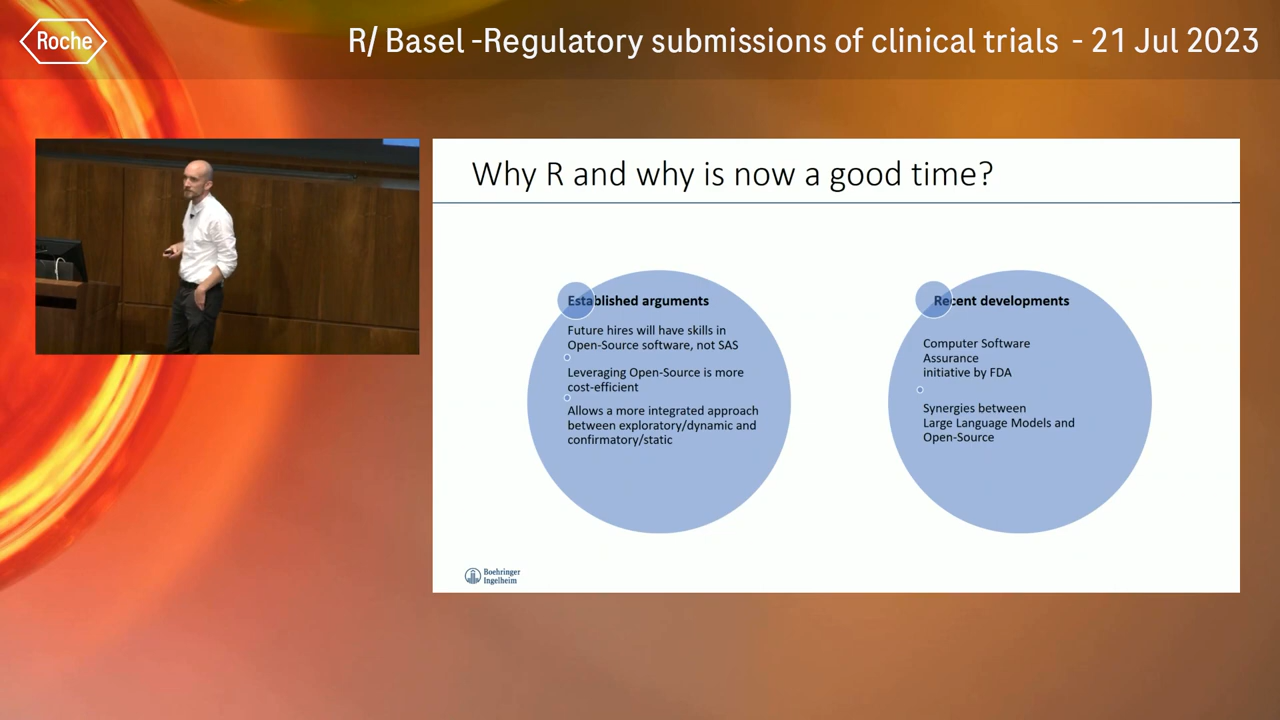 Roche
R/ Basel -Regulatory submissions of clinical trials - 21 Jul 2023
Why R and why is now a good time?
Established arguments
Future hires will have skills in
Open-Source software, not SAS
Leveraging Open-Source is more
cost-efficient
Allows a more integrated approach
between exploratory/dynamic and
confirmatory/static
Recent developments
Computer Software
Assurance
initiative by FDA
Synergies between
Large Language Models and
Open-Source
Boehringer
Ingelheim